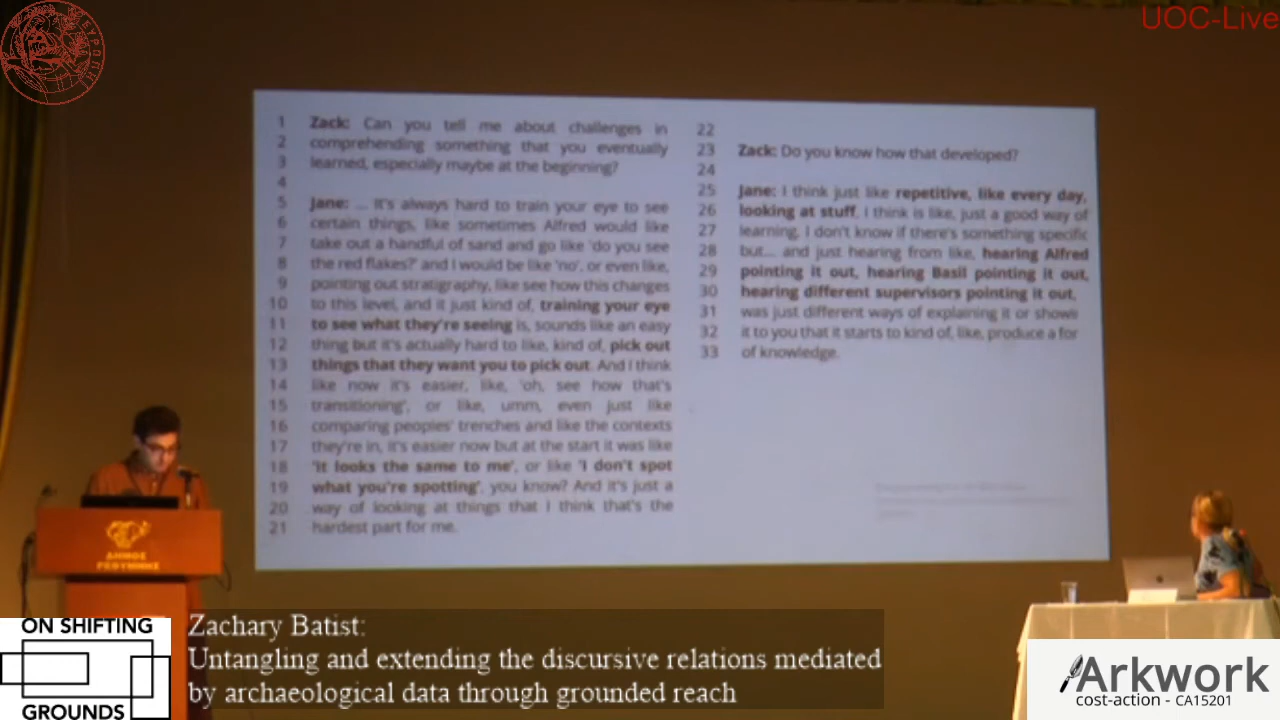 UOC-Live
1 Zack: Can you tell me about challenges in
2 comprehending something that you eventually
3 learned, especially maybe at the beginning?
4
5 Jane: ... It's always hard to train your eye to see
6 certain things, like sometimes Alfred would like
7 take out a handful of sand and go like 'do you see
8 the red flakes?' and I would be like 'no', or even like,
9 pointing out stratigraphy, like see how this changes
10 to this level, and it just kind of, training your eye
11 to see what they're seeing is, sounds like an easy
12 thing but it's actually hard to like, kind of, pick out
13 things that they want you to pick out. And I think
14 like now it's easier, like, 'oh, see how that's
15 transitioning', or like, umm, even just like
16 comparing peoples' trenches and like the contexts
17 they're in, it's easier now but at the start it was like
18 'it looks the same to me', or like 'I don't spot
19 what you're spotting', you know? And it's just a
20 way of looking at things that I think that's the
21 hardest part for me.
22
23 Zack: Do you know how that developed?
24
25 Jane: I think just like repetitive, like every day,
26 looking at stuff, I think is like, just a good way of
27 learning. I don't know if there's something specific
28 but... and just hearing from like, hearing Alfred
29 pointing it out, hearing Basil pointing it out,
30 hearing different supervisors pointing it out,
31 was just different ways of explaining it or shows
32 it to you that it starts to kind of, like, produce a for
33 of knowledge.
ΔΗΜΟΣ
ΡΕΘΥΜΝΗΣ
ON SHIFTING
GROUNDS
Zachary Batist:
Untangling and extending the discursive relations mediated
by archaeological data through grounded reach
Arkwork
cost-action - CA15201